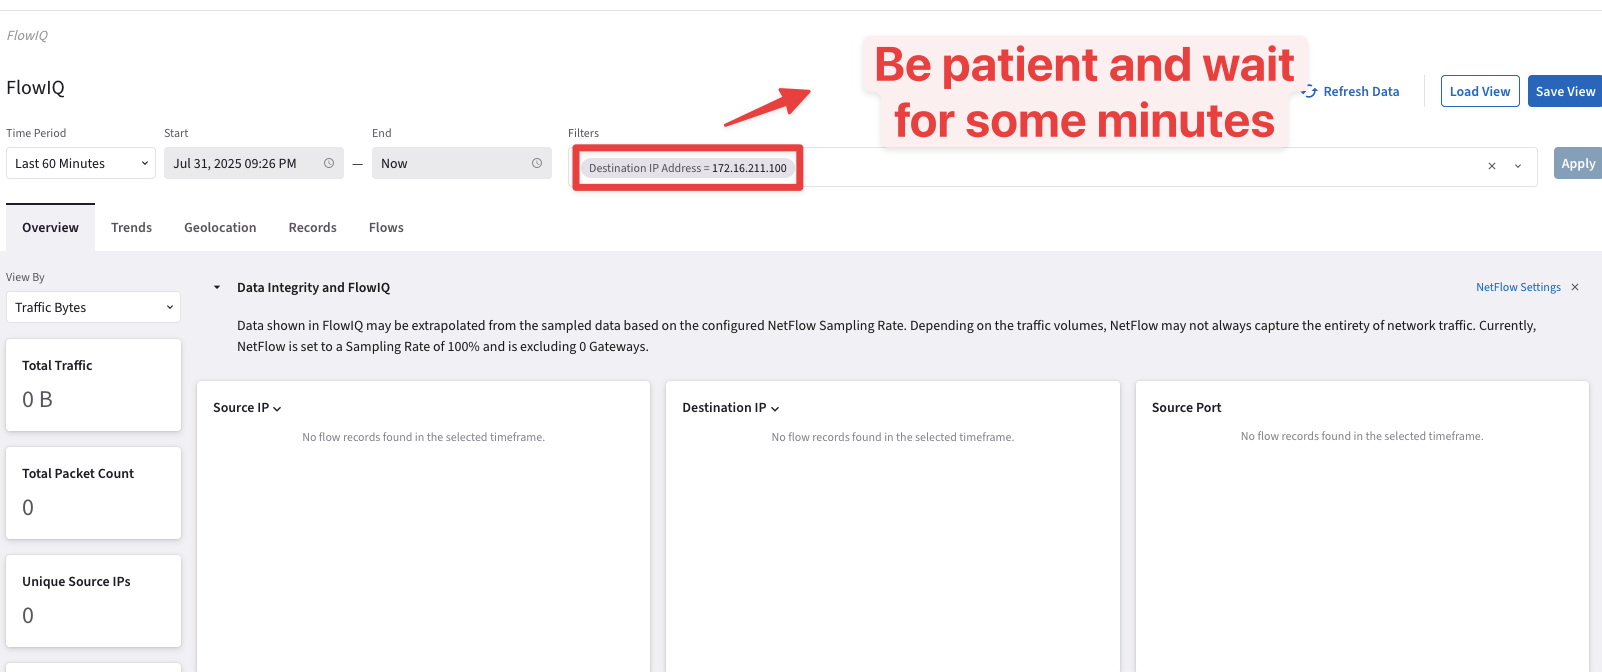 FlowIQ
FlowIQ
Be patient and wait
for some minutes
Refresh Data
Load View
Save View
Time Period
Start
End
Filters
Last 60 Minutes
Jul 31, 2025 09:26 PM
—
Now
Destination IP Address = 172.16.211.100
Apply
Overview
Trends
Geolocation
Records
Flows
View By
Traffic Bytes
Data Integrity and FlowIQ
NetFlow Settings
Data shown in FlowIQ may be extrapolated from the sampled data based on the configured NetFlow Sampling Rate. Depending on the traffic volumes, NetFlow may not always capture the entirety of network traffic. Currently,
NetFlow is set to a Sampling Rate of 100% and is excluding 0 Gateways.
Total Traffic
0 B
Total Packet Count
0
Unique Source IPs
0
Source IP
No flow records found in the selected timeframe.
Destination IP
No flow records found in the selected timeframe.
Source Port
No flow records found in the selected timeframe.